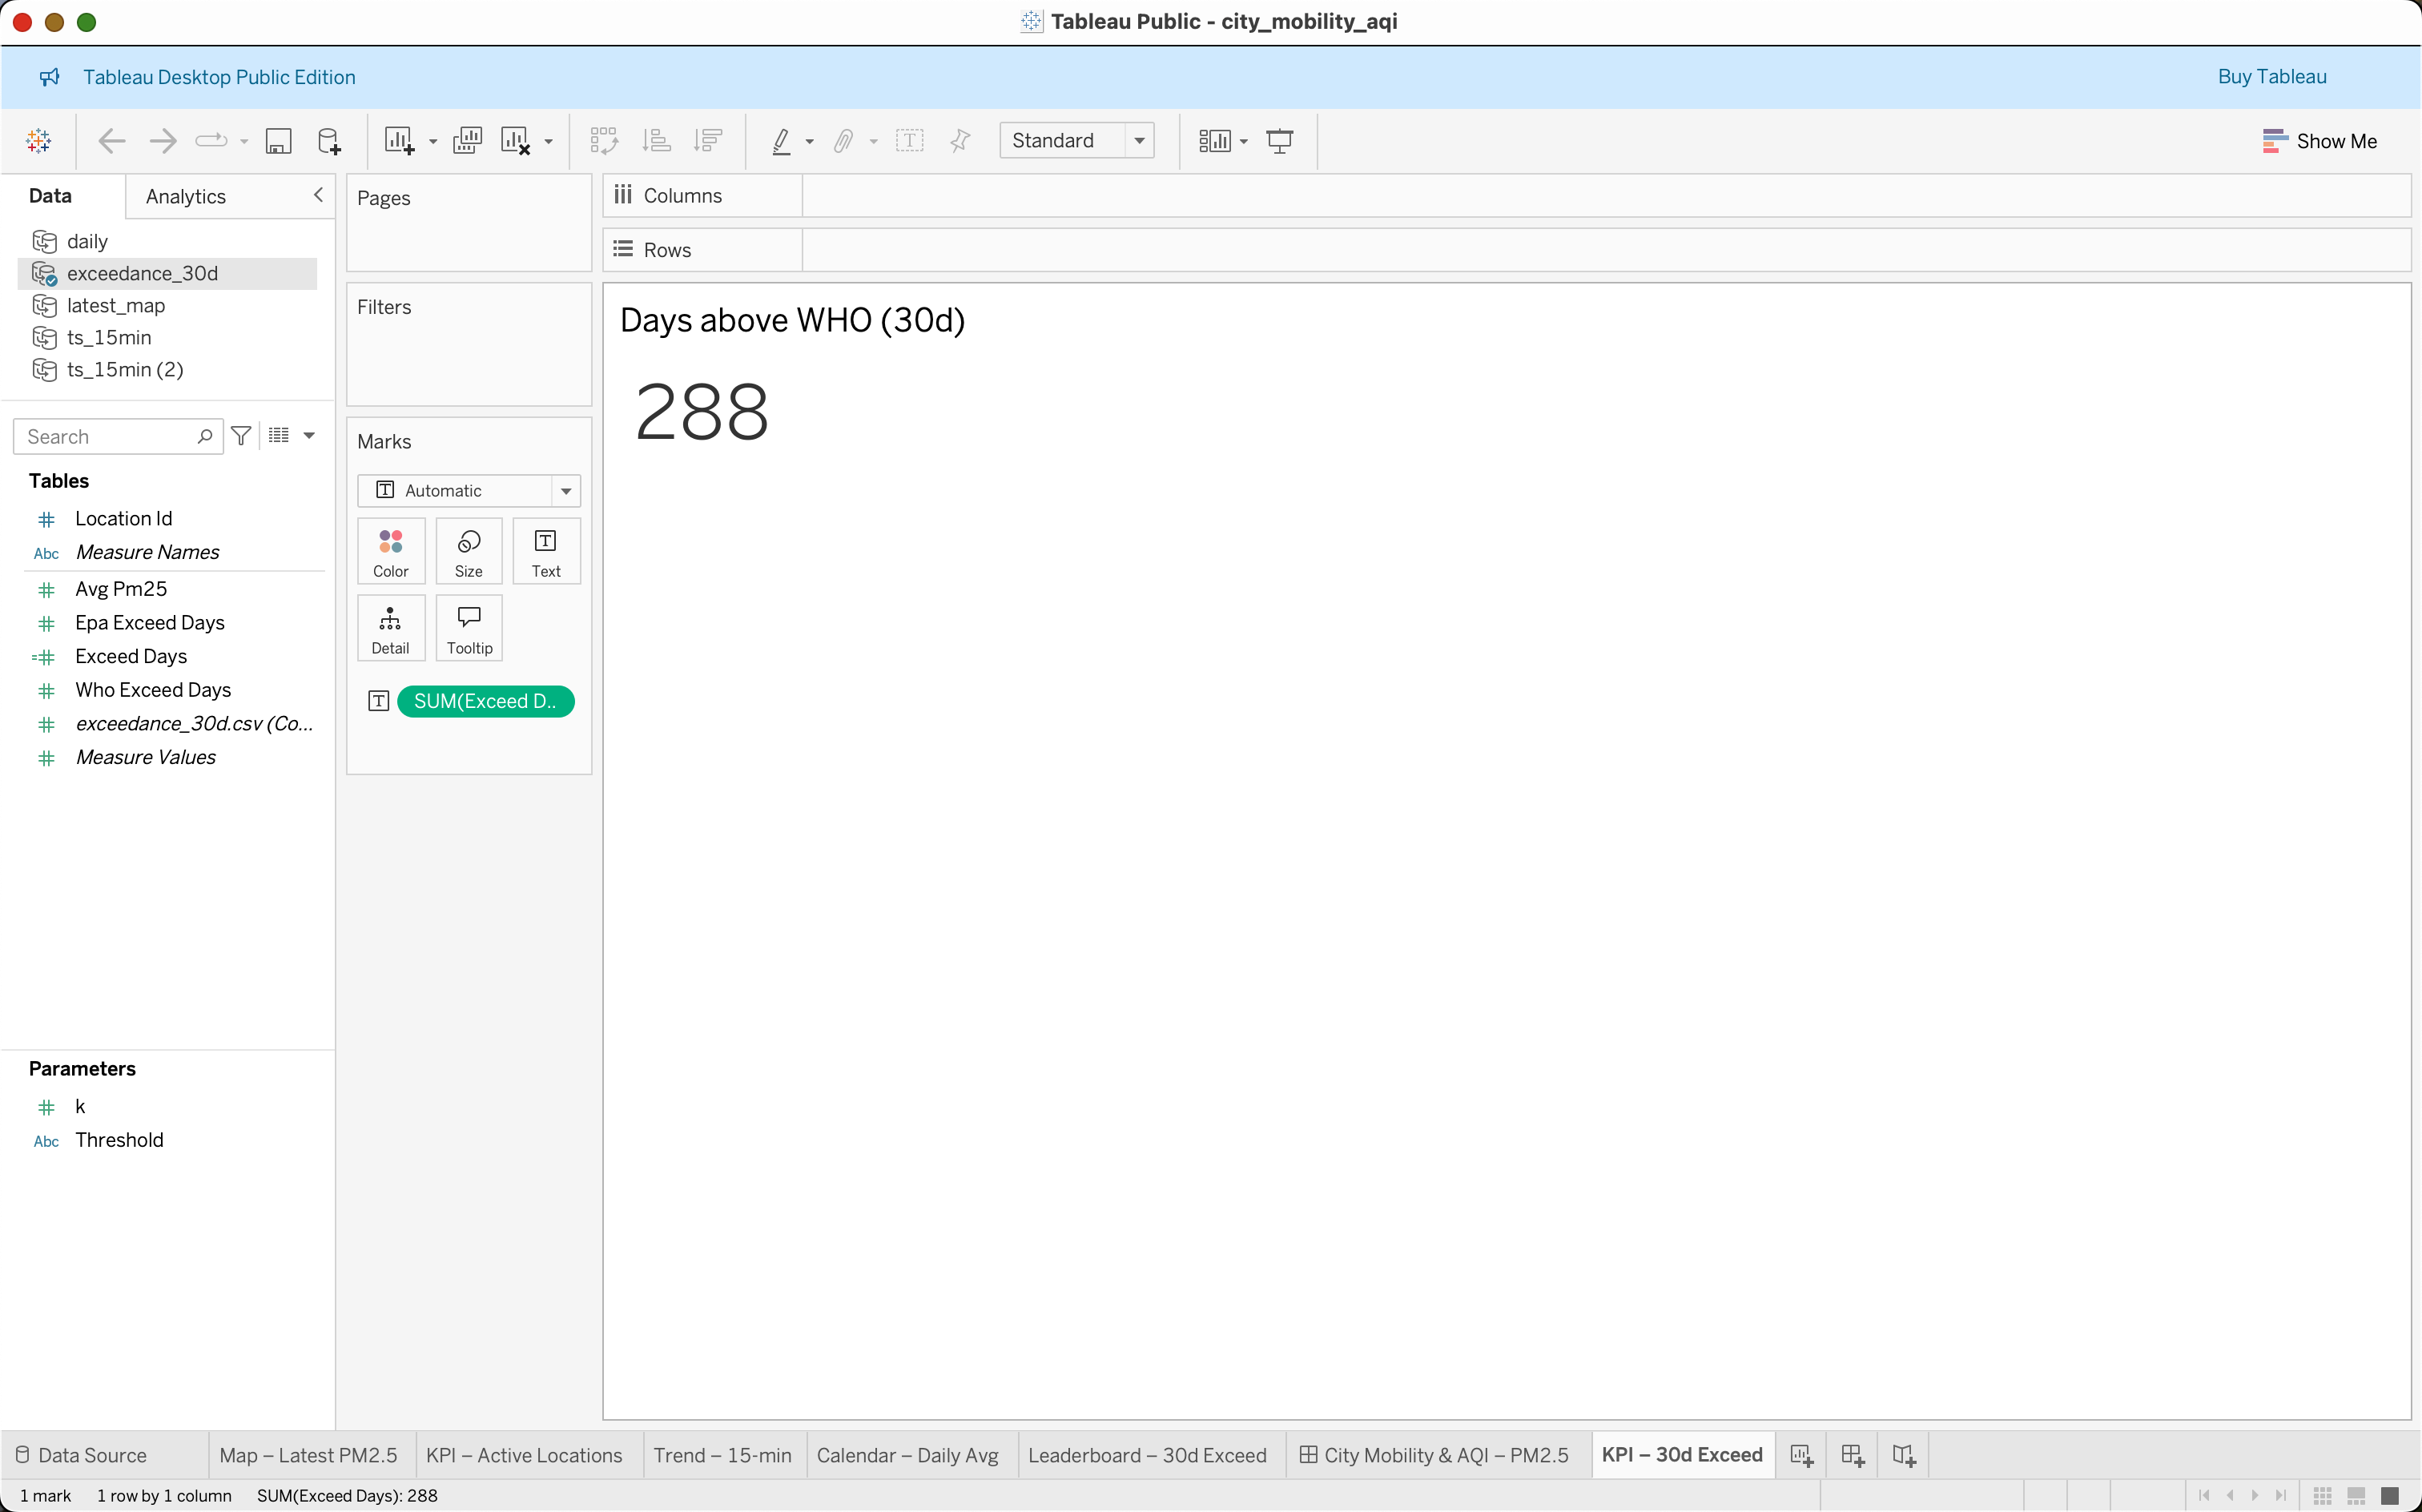 Tableau Public - city_mobility_aqi
Tableau Desktop Public Edition
Buy Tableau
Standard
Show Me
Data
Analytics
daily
exceedance_30d
latest_map
ts_15min
ts_15min (2)
Search
Tables
Location Id
Abc Measure Names
Avg Pm25
Epa Exceed Days
Exceed Days
Who Exceed Days
exceedance_30d.csv (Co...
Measure Values
Parameters
k
Abc Threshold
Pages
Filters
Marks
Automatic
Color Size Text
Detail Tooltip
SUM(Exceed D..
Columns
Rows
Days above WHO (30d)
288
Data Source
Map – Latest PM2.5
KPI – Active Locations
Trend – 15-min
Calendar – Daily Avg
Leaderboard – 30d Exceed
City Mobility & AQI – PM2.5
KPI – 30d Exceed
1 mark 1 row by 1 column SUM(Exceed Days): 288